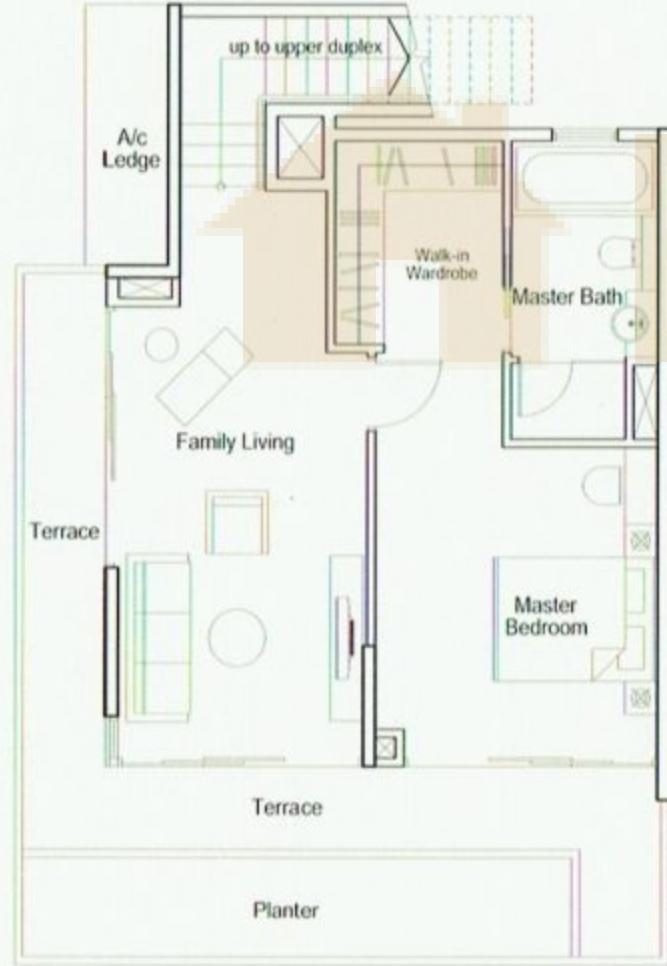 up to upper duplex
A/c
Ledge
Walk-in
Wardrobe
Master Bath
Family Living
Terrace
Master
Bedroom
Terrace
Planter